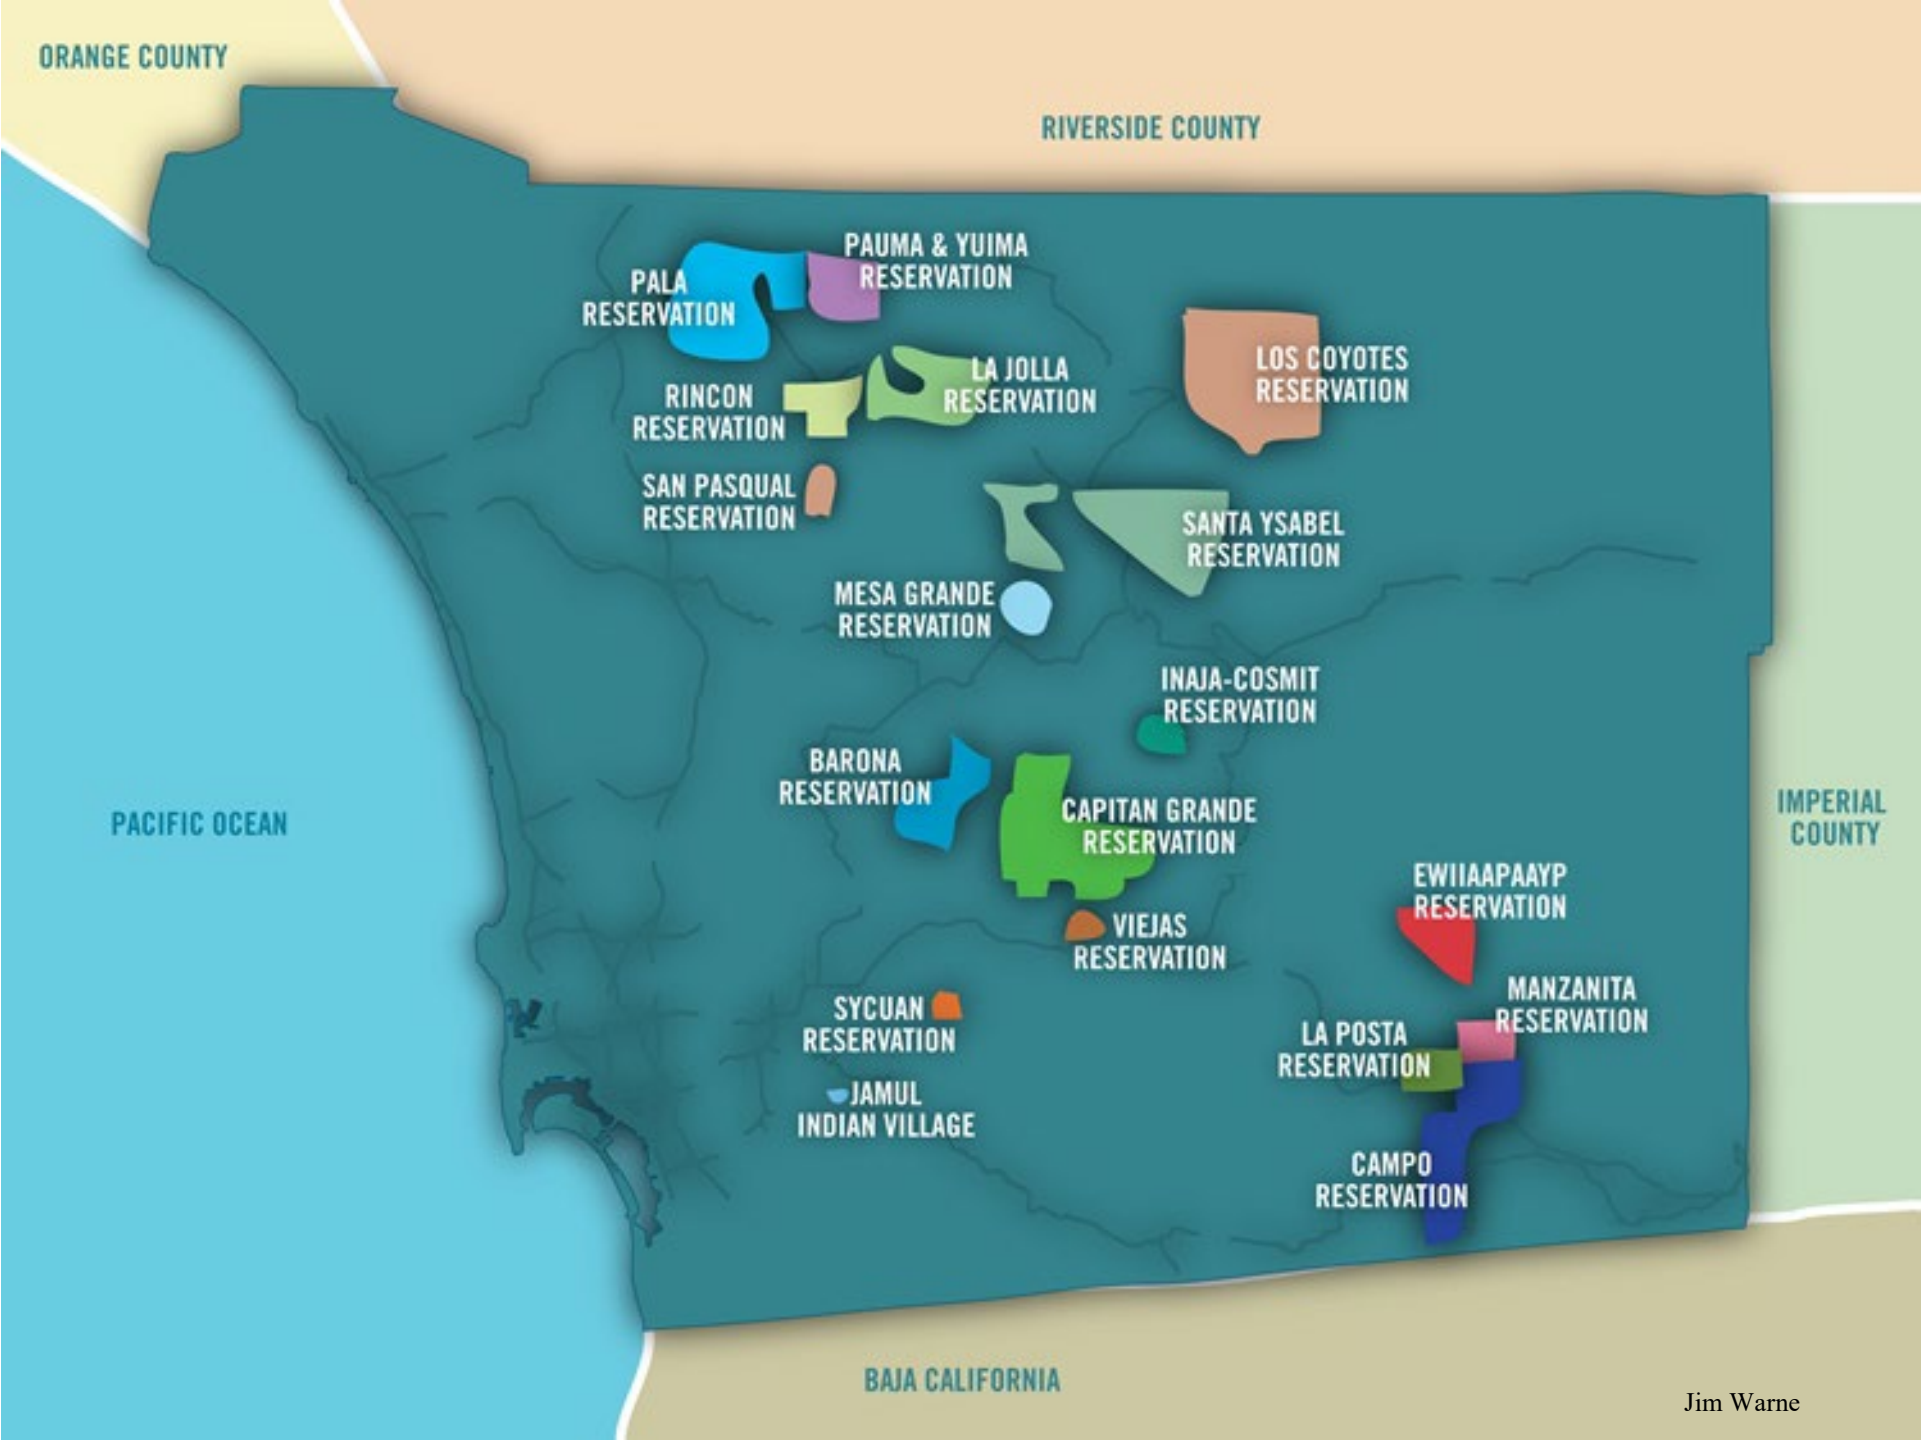 ORANGE COUNTY
RIVERSIDE COUNTY
PAUMA & YUIMA
RESERVATION
PALA
RESERVATION
LOS COYOTES
RESERVATION
LA JOLLA
RESERVATION
RINCON
RESERVATION
SAN PASQUAL
RESERVATION
SANTA YSABEL
RESERVATION
MESA GRANDE
RESERVATION
INAJA-COSMIT
RESERVATION
BARONA
RESERVATION
CAPITAN GRANDE
RESERVATION
PACIFIC OCEAN
IMPERIAL
COUNTY
EWIIAAPAAYP
RESERVATION
VIEJAS
RESERVATION
MANZANITA
RESERVATION
SYCUAN
RESERVATION
LA POSTA
RESERVATION
JAMUL
INDIAN VILLAGE
CAMPO
RESERVATION
BAJA CALIFORNIA
Jim Warne